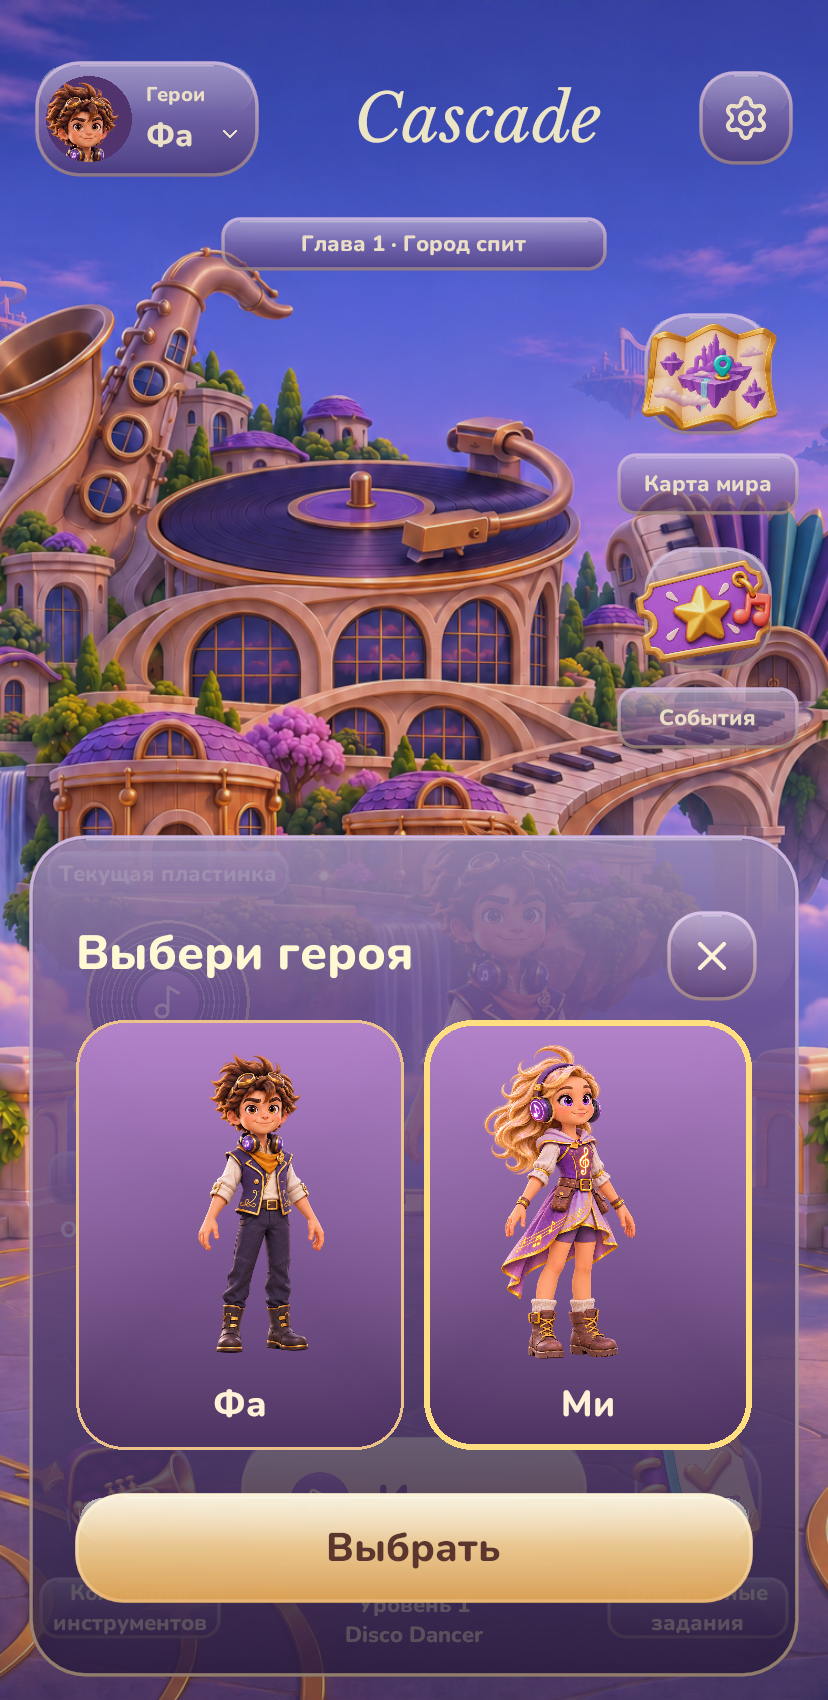 Герои
Фа
Cascade
Глава 1 · Город спит
Карта мира
События
Текущая пластинка
Выбери героя
Фа
Ми
Выбрать
инструментов
Уровень 1
задания
Disco Dancer